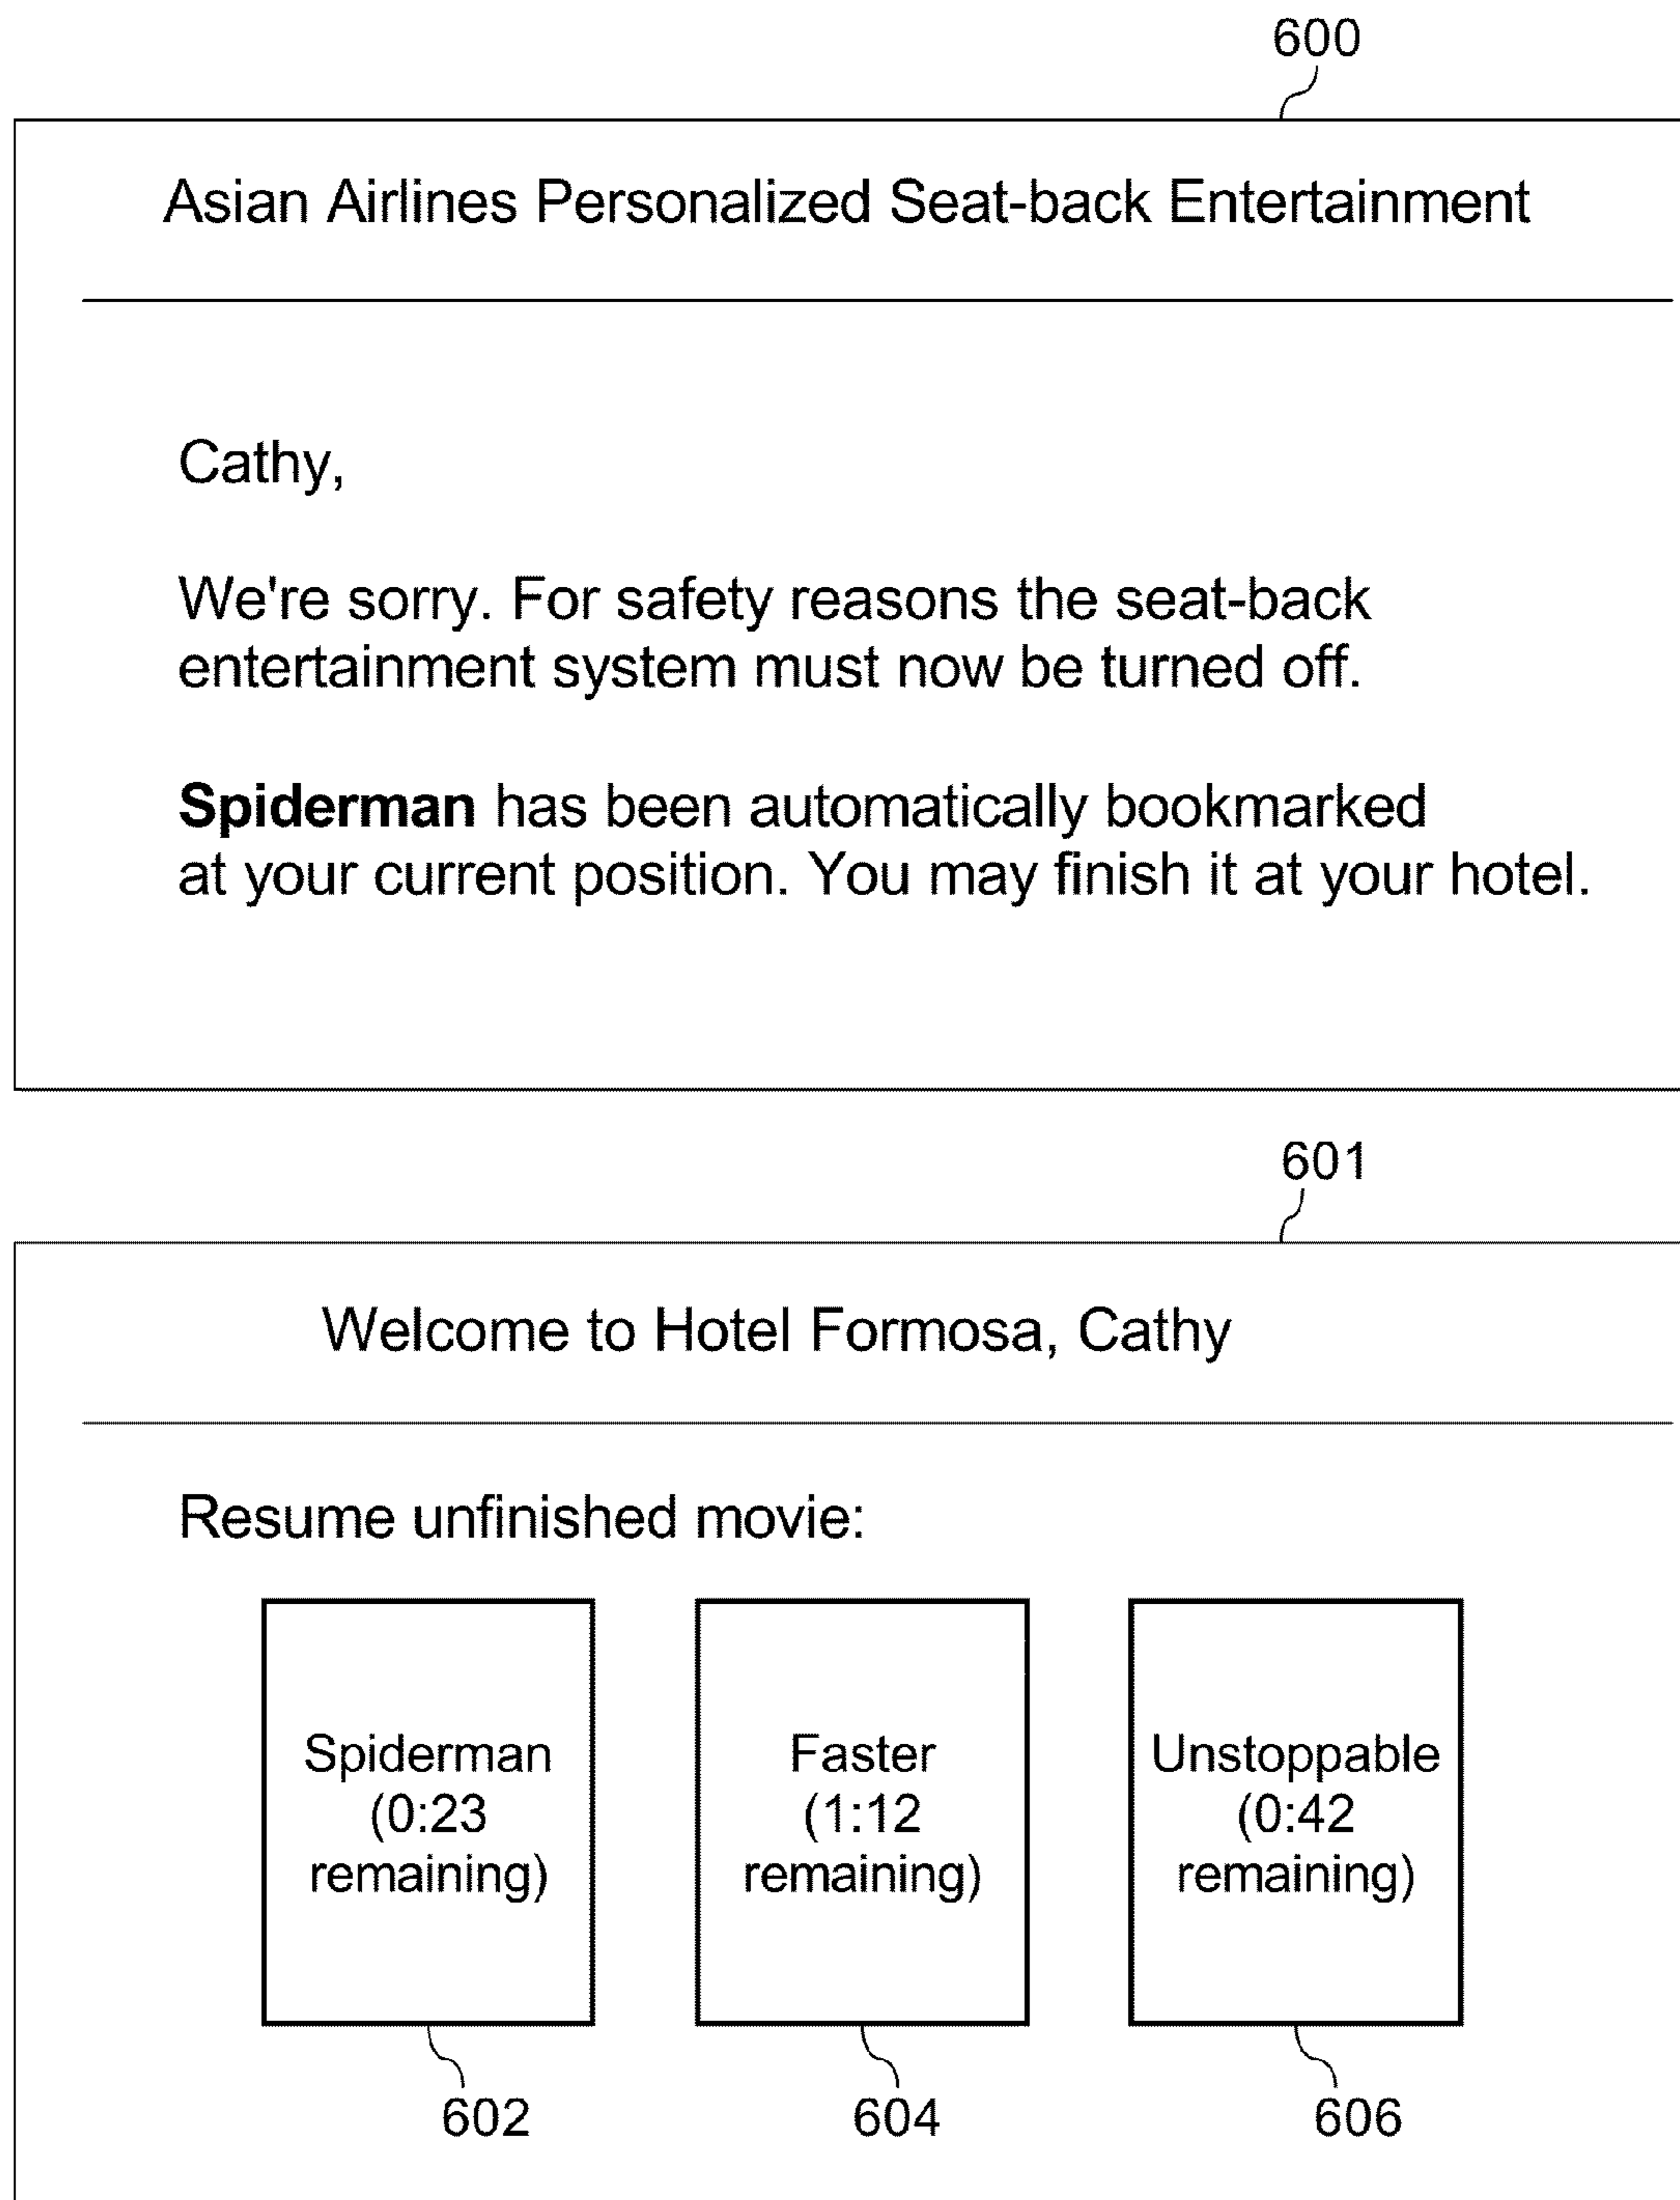 600
Asian Airlines Personalized Seat-back Entertainment
Cathy,
We're sorry. For safety reasons the seat-back
entertainment system must now be turned off.
Spiderman has been automatically bookmarked
at your current position. You may finish it at your hotel.
601
Welcome to Hotel Formosa, Cathy
Resume unfinished movie:
Spiderman
(0:23
remaining)
Faster
(1:12
remaining)
Unstoppable
(0:42
remaining)
602
604
606